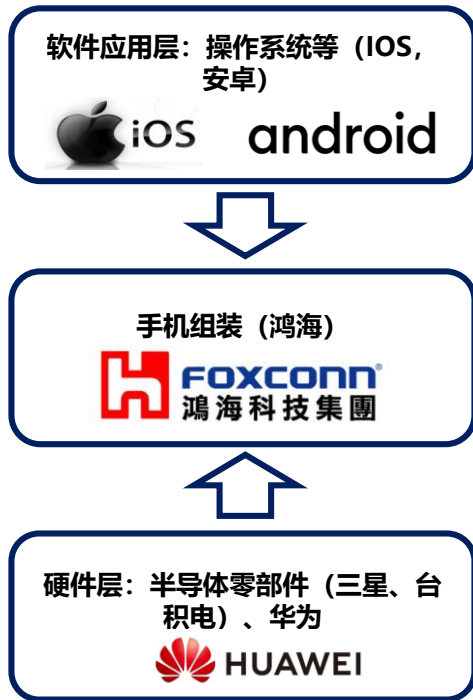 软件应用层：操作系统等（IOS，
安卓）
iOS android
手机组装（鸿海）
FOXCONN®
鴻海科技集團
硬件层：半导体零部件（三星、台
积电）、华为
HUAWEI